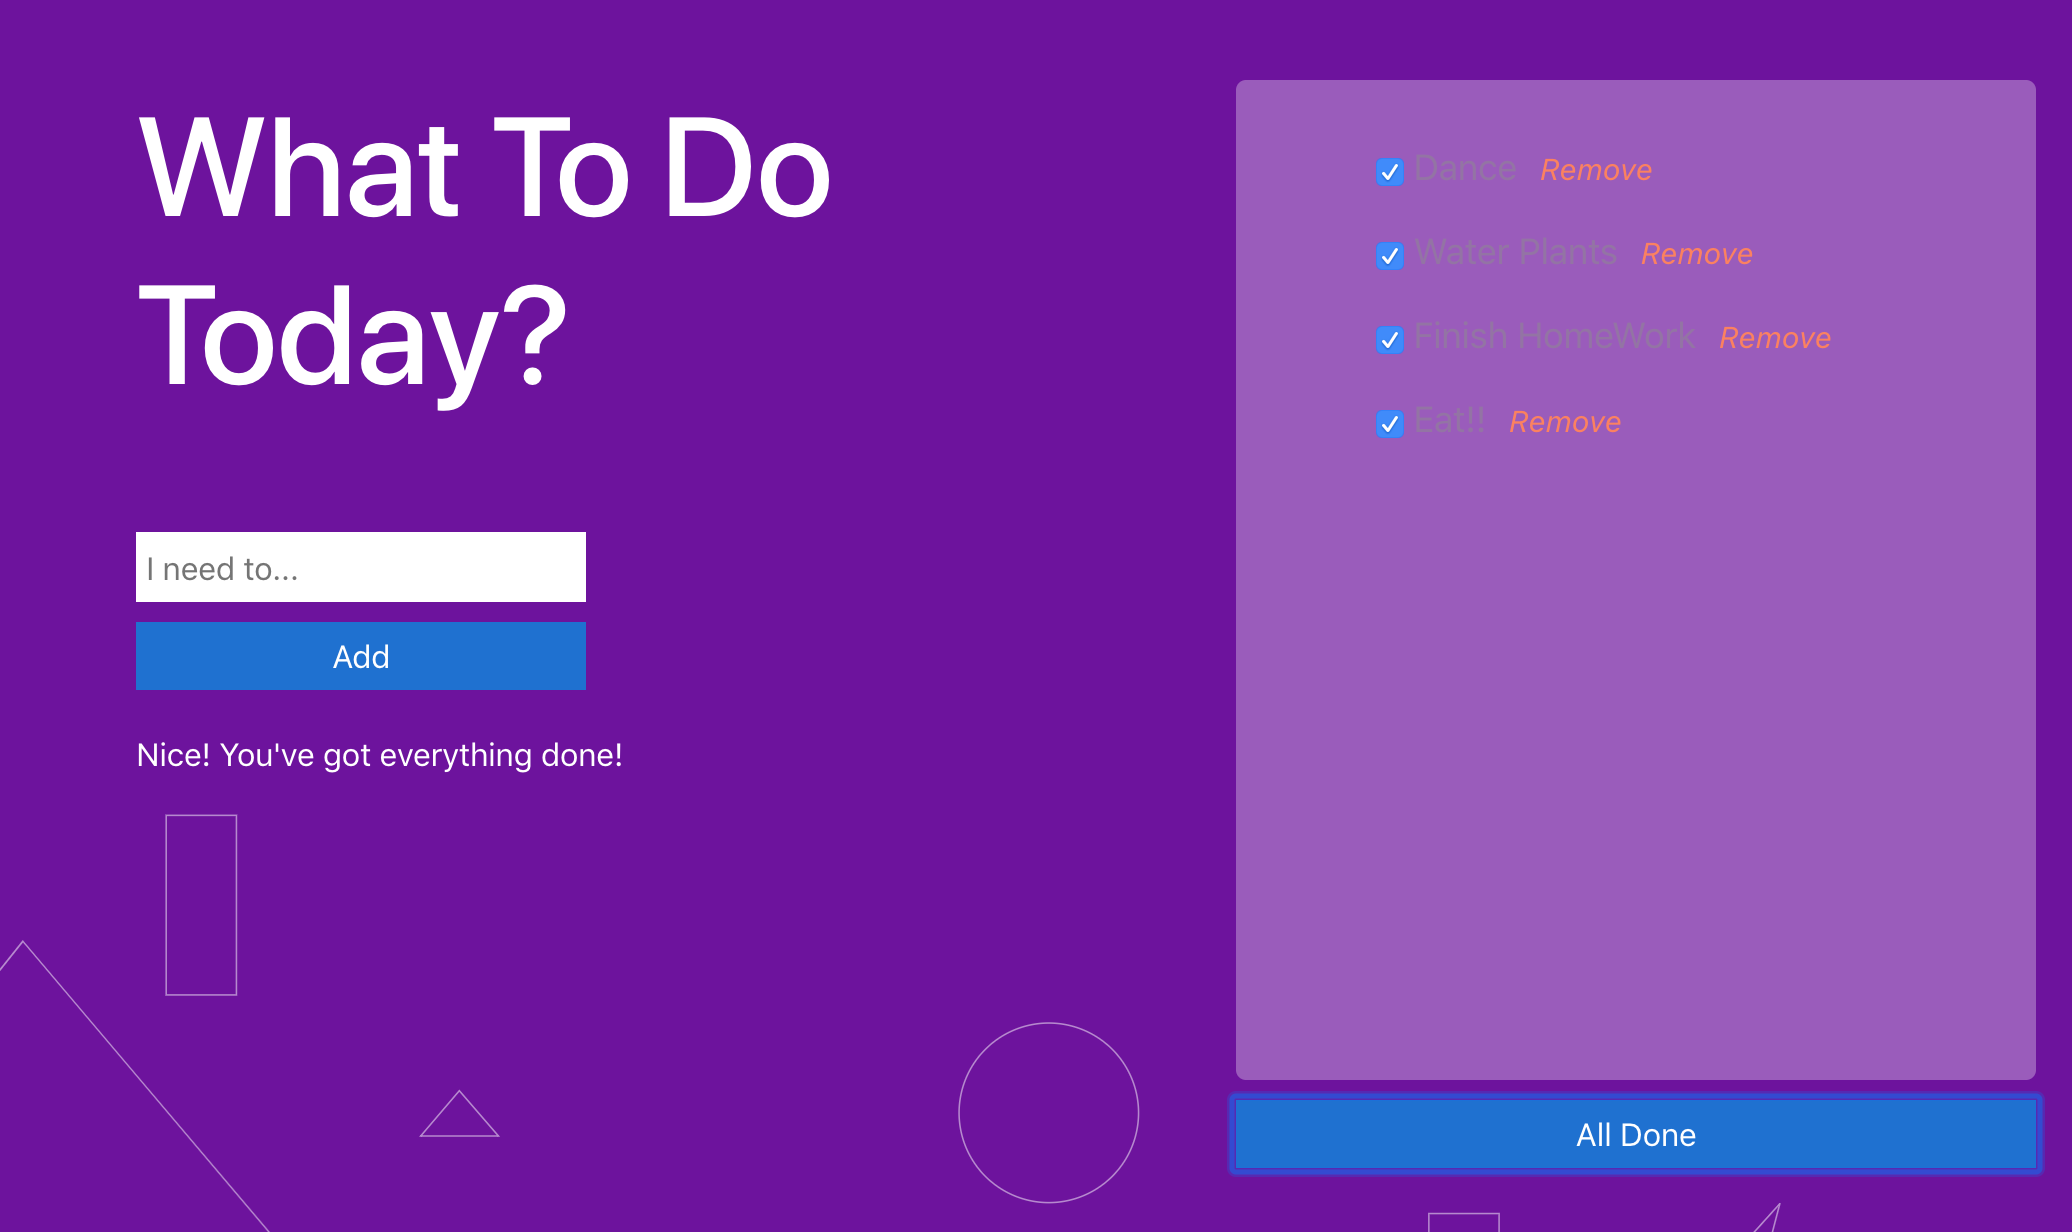 What To Do
Today?
I need to...
Add
Nice! You've got everything done!
Dance Remove
Water Plants Remove
Finish HomeWork Remove
Eat!! Remove
All Done